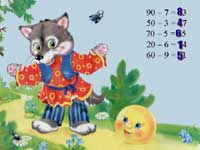 90 – 7 = 83
50 – 3 = 47
70 – 5 = 65
20 – 6 = 14
60 – 9 = 51